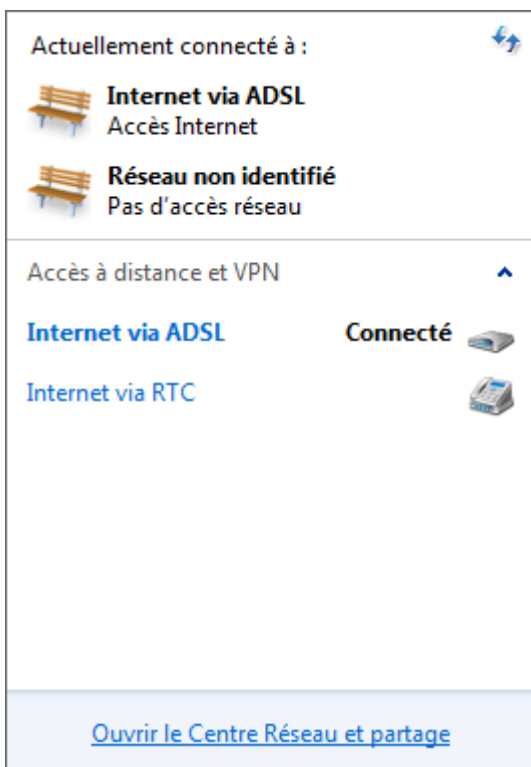 Actuellement connecté à :
Internet via ADSL
Accès Internet
Réseau non identifié
Pas d'accès réseau
Accès à distance et VPN
Internet via ADSL Connecté
Internet via RTC
Ouvrir le Centre Réseau et partage